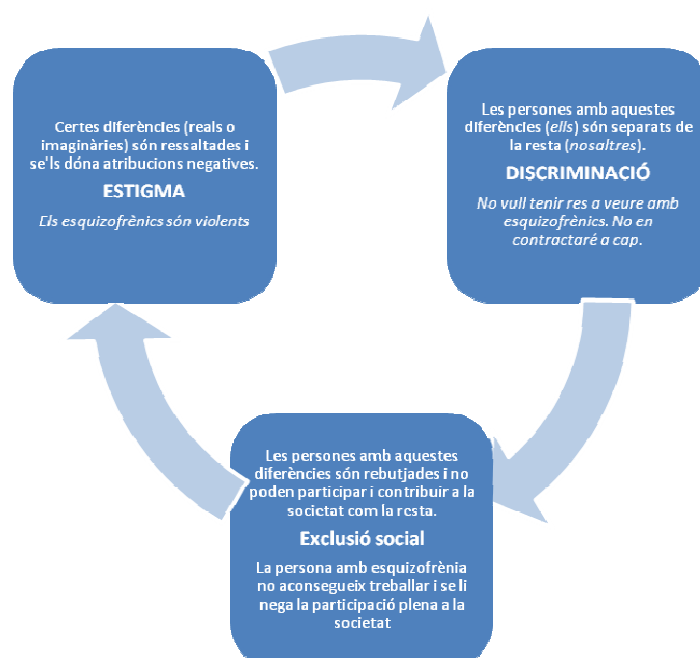 Certes diferències (reals o
imaginàries) són ressaltades i
se'ls dóna atribucions negatives.
ESTIGMA
Els esquizofrènics són violents
Les persones amb aquestes
diferències (ells) són separats de
la resta (nosaltres).
DISCRIMINACIÓ
No vull tenir res a veure amb
esquizofrènics. No en
contractaré a cap.
Les persones amb aquestes
diferències són rebutjades i no
poden participar i contribuir a la
societat com la resta.
Exclusió social
La persona amb esquizofrènia
no aconsegueix treballar i se li
nega la participació plena a la
societat